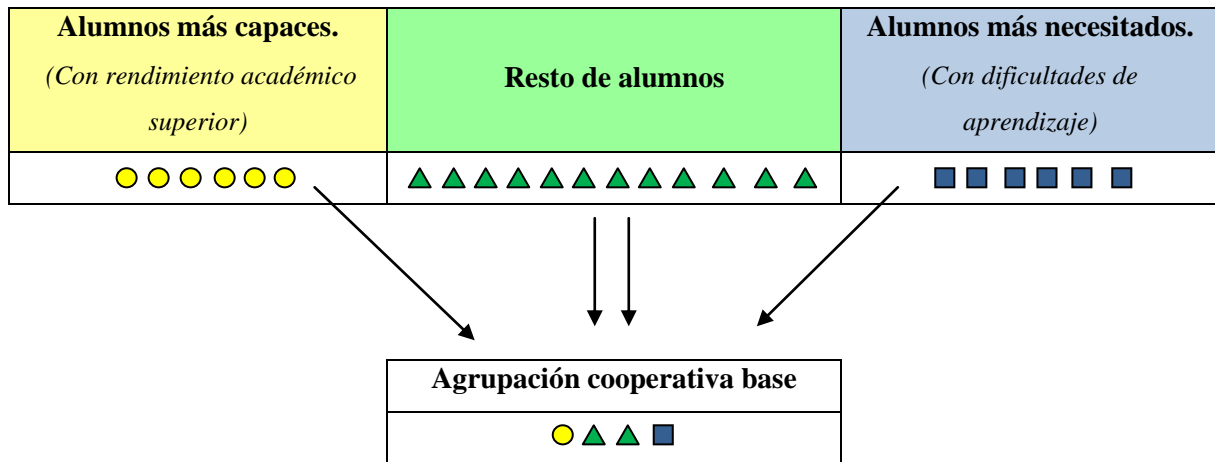 Alumnos más capaces.
(Con rendimiento académico
superior)
Resto de alumnos
Alumnos más necesitados.
(Con dificultades de
aprendizaje)
Agrupación cooperativa base